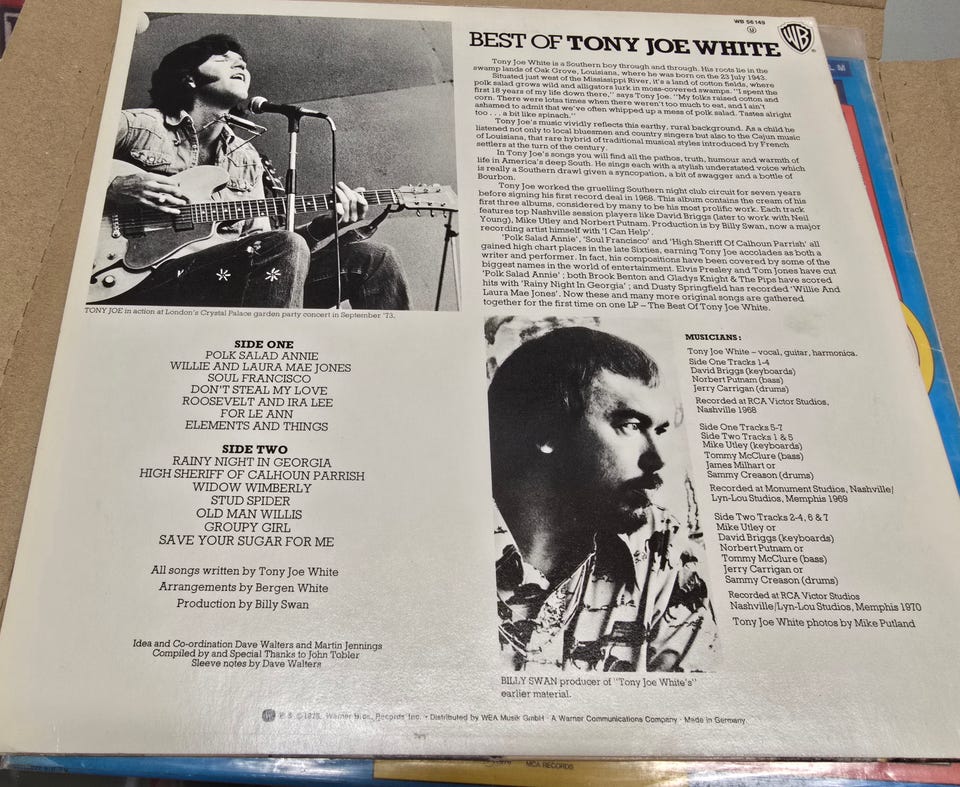 WB 56 149
U
WB
BEST OF TONY JOE WHITE
Tony Joe White is a Southern boy through and through. His roots lie in the
swamp lands of Oak Grove, Louisiana, where he was born on the 23 July 1943.
Situated just west of the Mississippi River, it's a land of cotton fields, where
polk salad grows wild and alligators lurk in moss-covered swamps. "I spent the
first 18 years of my life down there," says Tony Joe. "My folks raised cotton and
corn. There were lots times when there weren't too much to eat, and I ain't
ashamed to admit that we've often whipped up a mess of polk salad. Tastes alright
too . . . a bit like spinach."
Tony Joe's music vividly reflects this earthy, rural background. As a child he
listened not only to local bluesmen and country singers but also to the Cajun music
of Louisiana, that rare hybrid of traditional musical styles introduced by French
settlers at the turn of the century.
In Tony Joe's songs you will find all the pathos, truth, humour and warmth of
life in America's deep South. He sings each with a stylish understated voice which
is really a Southern drawl given a syncopation, a bit of swagger and a bottle of
Bourbon.
Tony Joe worked the gruelling Southern night club circuit for seven years
before signing his first record deal in 1968. This album contains the cream of his
first three albums, considered by many to be his most prolific work. Each track
features top Nashville session players like David Briggs (later to work with Neil
Young), Mike Utley and Norbert Putnam. Production is by Billy Swan, now a major
recording artist himself with 'I Can Help'.
'Polk Salad Annie', 'Soul Francisco' and 'High Sheriff Of Calhoun Parrish' all
gained high chart places in the late Sixties, earning Tony Joe accolades as both a
writer and performer. In fact, his compositions have been covered by some of the
biggest names in the world of entertainment. Elvis Presley and Tom Jones have cut
'Polk Salad Annie' ; both Brook Benton and Gladys Knight & The Pips have scored
hits with 'Rainy Night In Georgia' ; and Dusty Springfield has recorded 'Willie And
Laura Mae Jones'. Now these and many more original songs are gathered
together for the first time on one LP – The Best Of Tony Joe White.
TONY JOE in action at London's Crystal Palace garden party concert in September '73.
SIDE ONE
POLK SALAD ANNIE
WILLIE AND LAURA MAE JONES
SOUL FRANCISCO
DON'T STEAL MY LOVE
ROOSEVELT AND IRA LEE
FOR LE ANN
ELEMENTS AND THINGS
SIDE TWO
RAINY NIGHT IN GEORGIA
HIGH SHERIFF OF CALHOUN PARRISH
WIDOW WIMBERLY
STUD SPIDER
OLD MAN WILLIS
GROUPY GIRL
SAVE YOUR SUGAR FOR ME
All songs written by Tony Joe White
Arrangements by Bergen White
Production by Billy Swan
Idea and Co-ordination Dave Walters and Martin Jennings
Compiled by and Special Thanks to John Tobler
Sleeve notes by Dave Walters
MUSICIANS:
Tony Joe White – vocal, guitar, harmonica.
Side One Tracks 1-4
David Briggs (keyboards)
Norbert Putnam (bass)
Jerry Carrigan (drums)
Recorded at RCA Victor Studios,
Nashville 1968
Side One Tracks 5-7
Side Two Tracks 1 & 5
Mike Utley (keyboards)
Tommy McClure (bass)
James Milhart or
Sammy Creason (drums)
Recorded at Monument Studios, Nashville/
Lyn-Lou Studios, Memphis 1969
Side Two Tracks 2-4, 6 & 7
Mike Utley or
David Briggs (keyboards)
Norbert Putnam or
Tommy McClure (bass)
Jerry Carrigan or
Sammy Creason (drums)
Recorded at RCA Victor Studios
Nashville/Lyn-Lou Studios, Memphis 1970
Tony Joe White photos by Mike Putland
BILLY SWAN producer of "Tony Joe White's"
earlier material.
℗ & © 1975, Warner Bros. Records Inc. • Distributed by WEA Musik GmbH · A Warner Communications Company · Made in Germany
MCA RECORDS